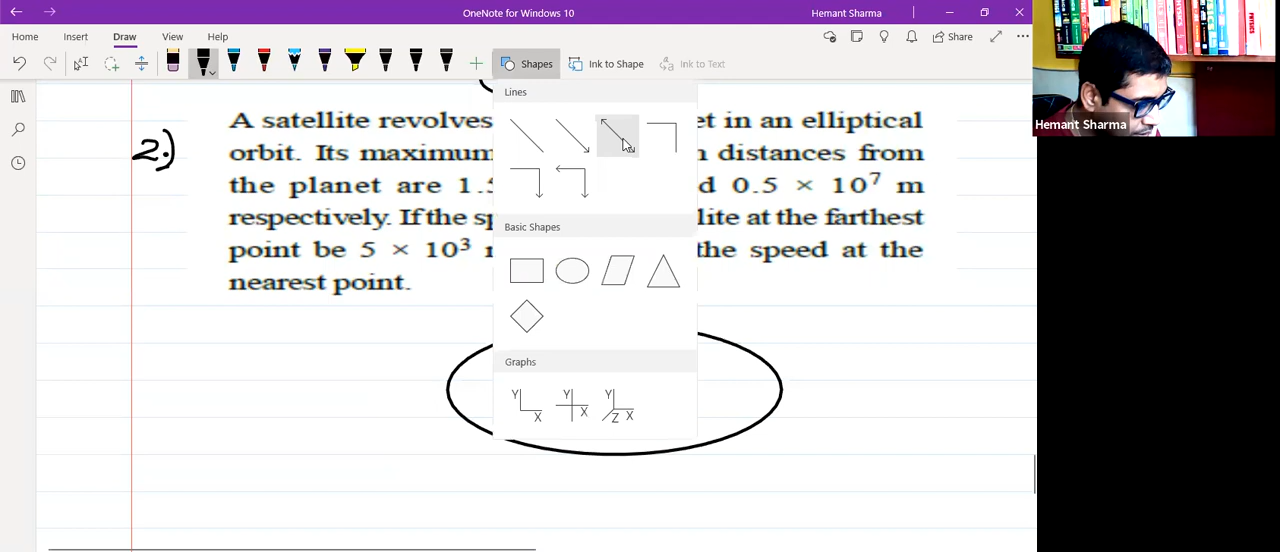 OneNote for Windows 10
Hemant Sharma
Home Insert Draw View Help
Share
Shapes
Ink to Shape
Ink to Text
Lines
Basic Shapes
Graphs
Y X
Y X
Y Z X
2.)
A satellite revolves et in an elliptical
orbit. Its maximum distances from
the planet are 1.5 d 0.5 × 10⁷ m
respectively. If the sp lite at the farthest
point be 5 × 10³ the speed at the
nearest point.
Hemant Sharma
PHYSICS